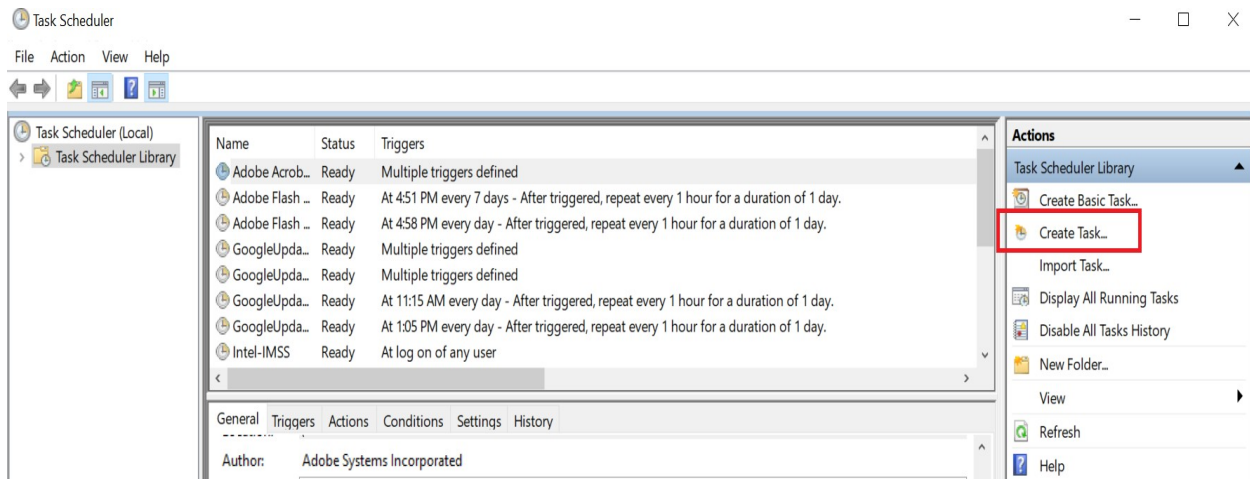 Task Scheduler
File Action View Help
Task Scheduler (Local)
Task Scheduler Library
Name Status Triggers
Adobe Acrob... Ready Multiple triggers defined
Adobe Flash ... Ready At 4:51 PM every 7 days - After triggered, repeat every 1 hour for a duration of 1 day.
Adobe Flash ... Ready At 4:58 PM every day - After triggered, repeat every 1 hour for a duration of 1 day.
GoogleUpda... Ready Multiple triggers defined
GoogleUpda... Ready Multiple triggers defined
GoogleUpda... Ready At 11:15 AM every day - After triggered, repeat every 1 hour for a duration of 1 day.
GoogleUpda... Ready At 1:05 PM every day - After triggered, repeat every 1 hour for a duration of 1 day.
Intel-IMSS Ready At log on of any user
General Triggers Actions Conditions Settings History
Author: Adobe Systems Incorporated
Actions
Task Scheduler Library
Create Basic Task...
Create Task...
Import Task...
Display All Running Tasks
Disable All Tasks History
New Folder...
View
Refresh
Help